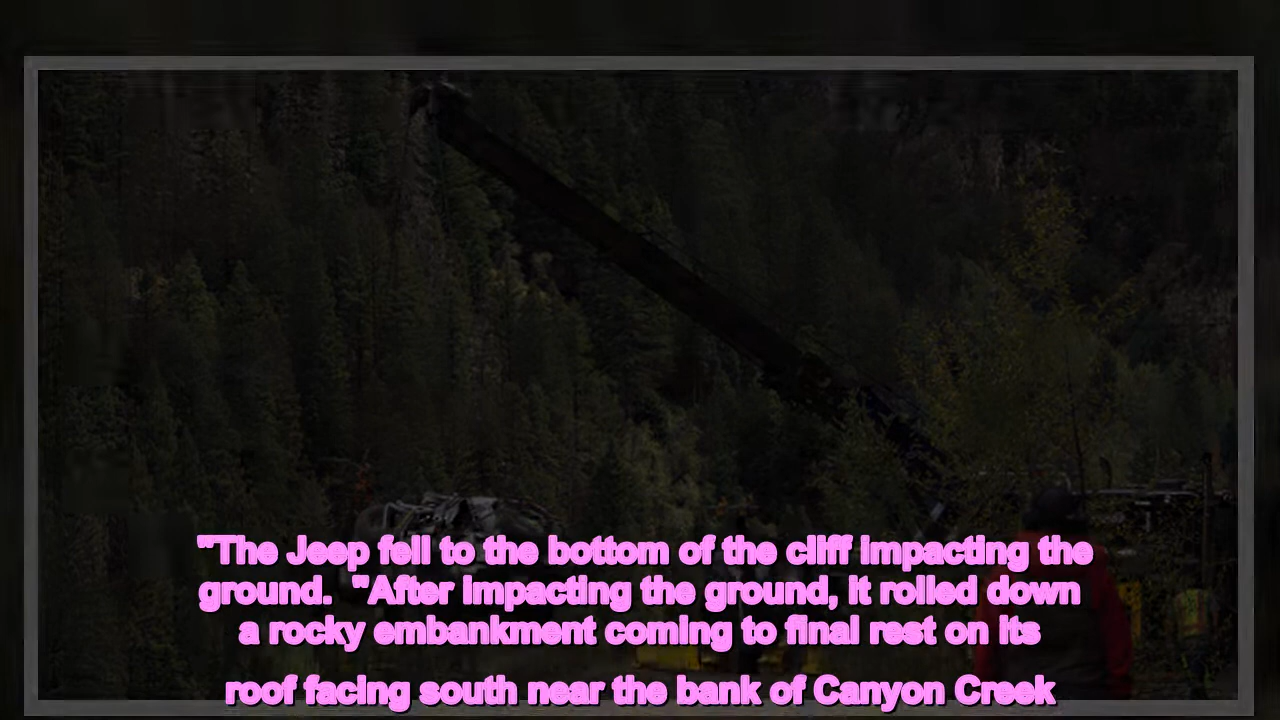 "The Jeep fell to the bottom of the cliff impacting the
ground.  "After impacting the ground, it rolled down
a rocky embankment coming to final rest on its
roof facing south near the bank of Canyon Creek